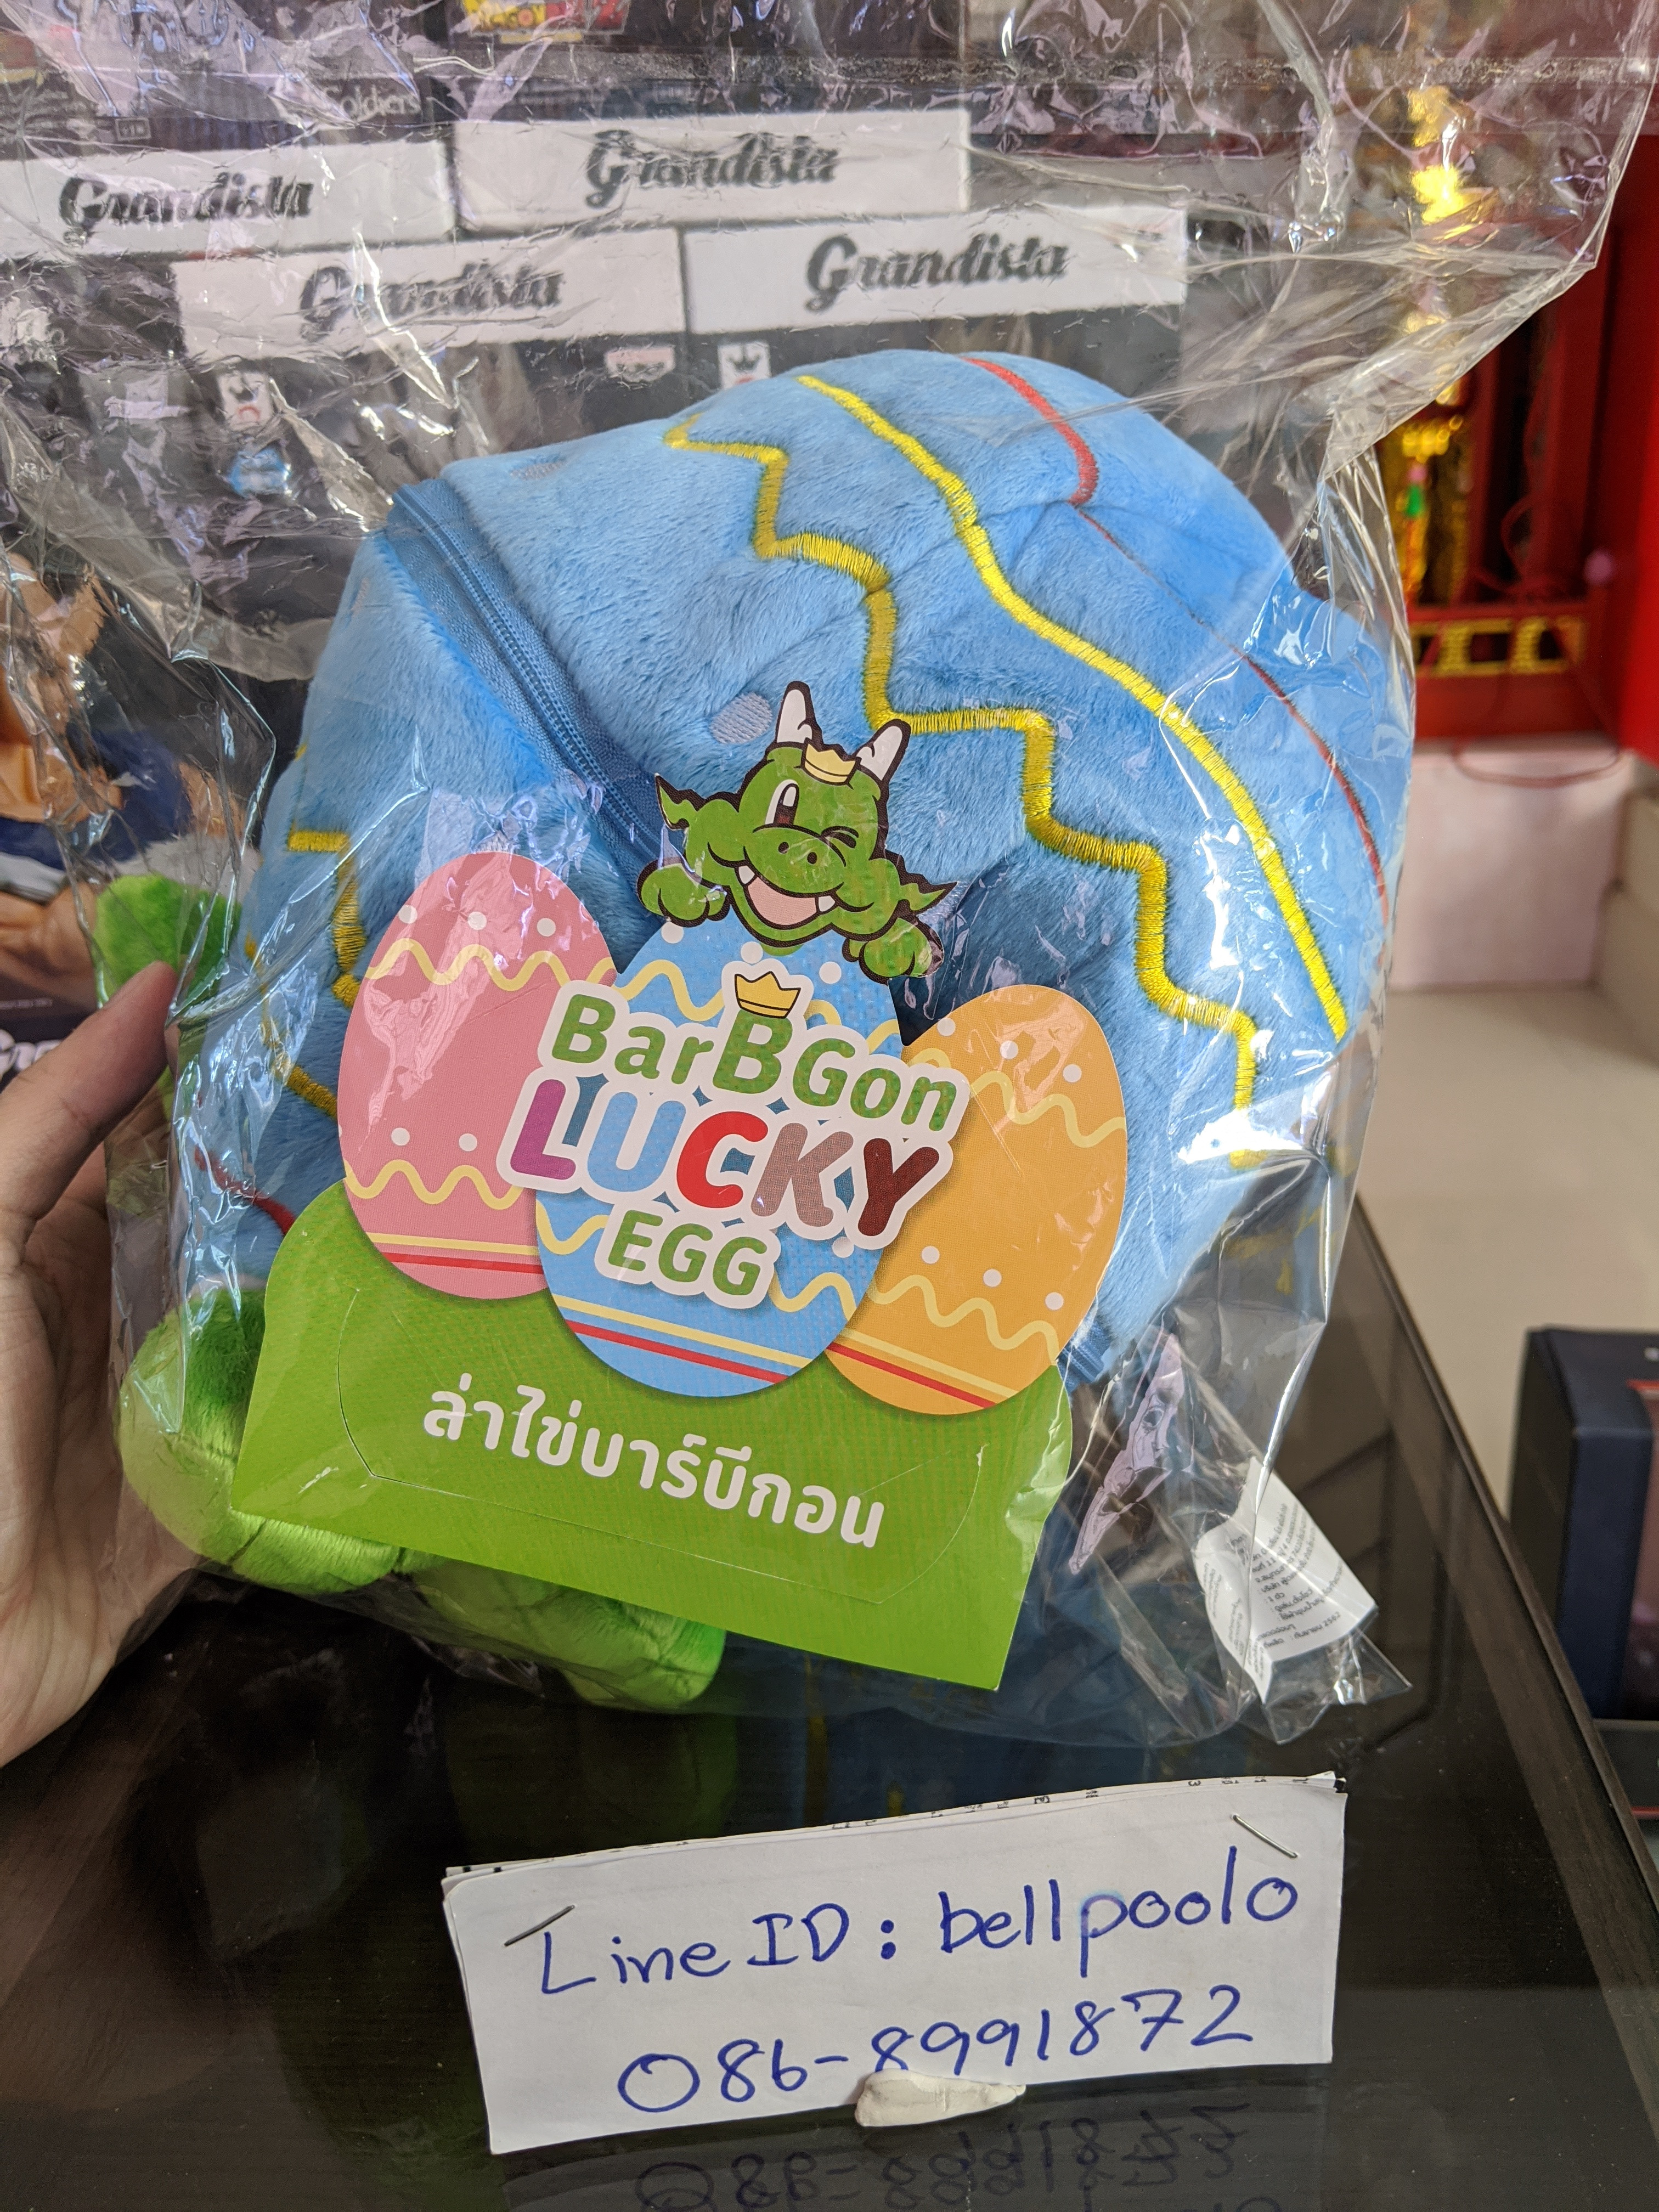 Soldiers
Grandista
Grandista
Grandista
Grandista
BarBGon
LUCKY
EGG
ล่าไข่บาร์บีกอน
Line ID : bellpoolo
086-8991872